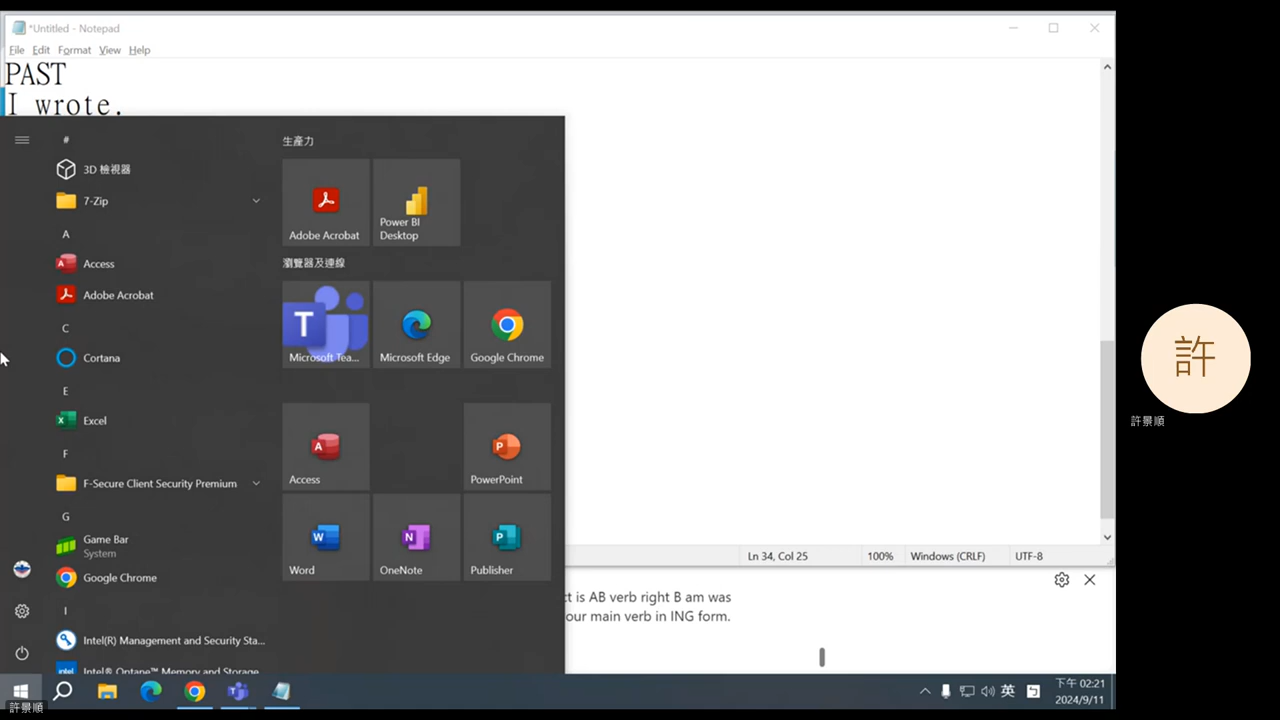 *Untitled - Notepad
File Edit Format View Help
PAST
I wrote.
#
3D 檢視器
7-Zip
A
Access
Adobe Acrobat
C
Cortana
E
Excel
F
F-Secure Client Security Premium
G
Game Bar
System
Google Chrome
I
Intel(R) Management and Security Sta...
Intel® Optane™ Memory and Storage
生產力
Adobe Acrobat
Power BI
Desktop
瀏覽器及連線
Microsoft Tea...
Microsoft Edge
Google Chrome
Access
PowerPoint
Word
OneNote
Publisher
Ln 34, Col 25
100%
Windows (CRLF)
UTF-8
ct is AB verb right B am was
our main verb in ING form.
英
下午 02:21
2024/9/11
許景順
許
許景順